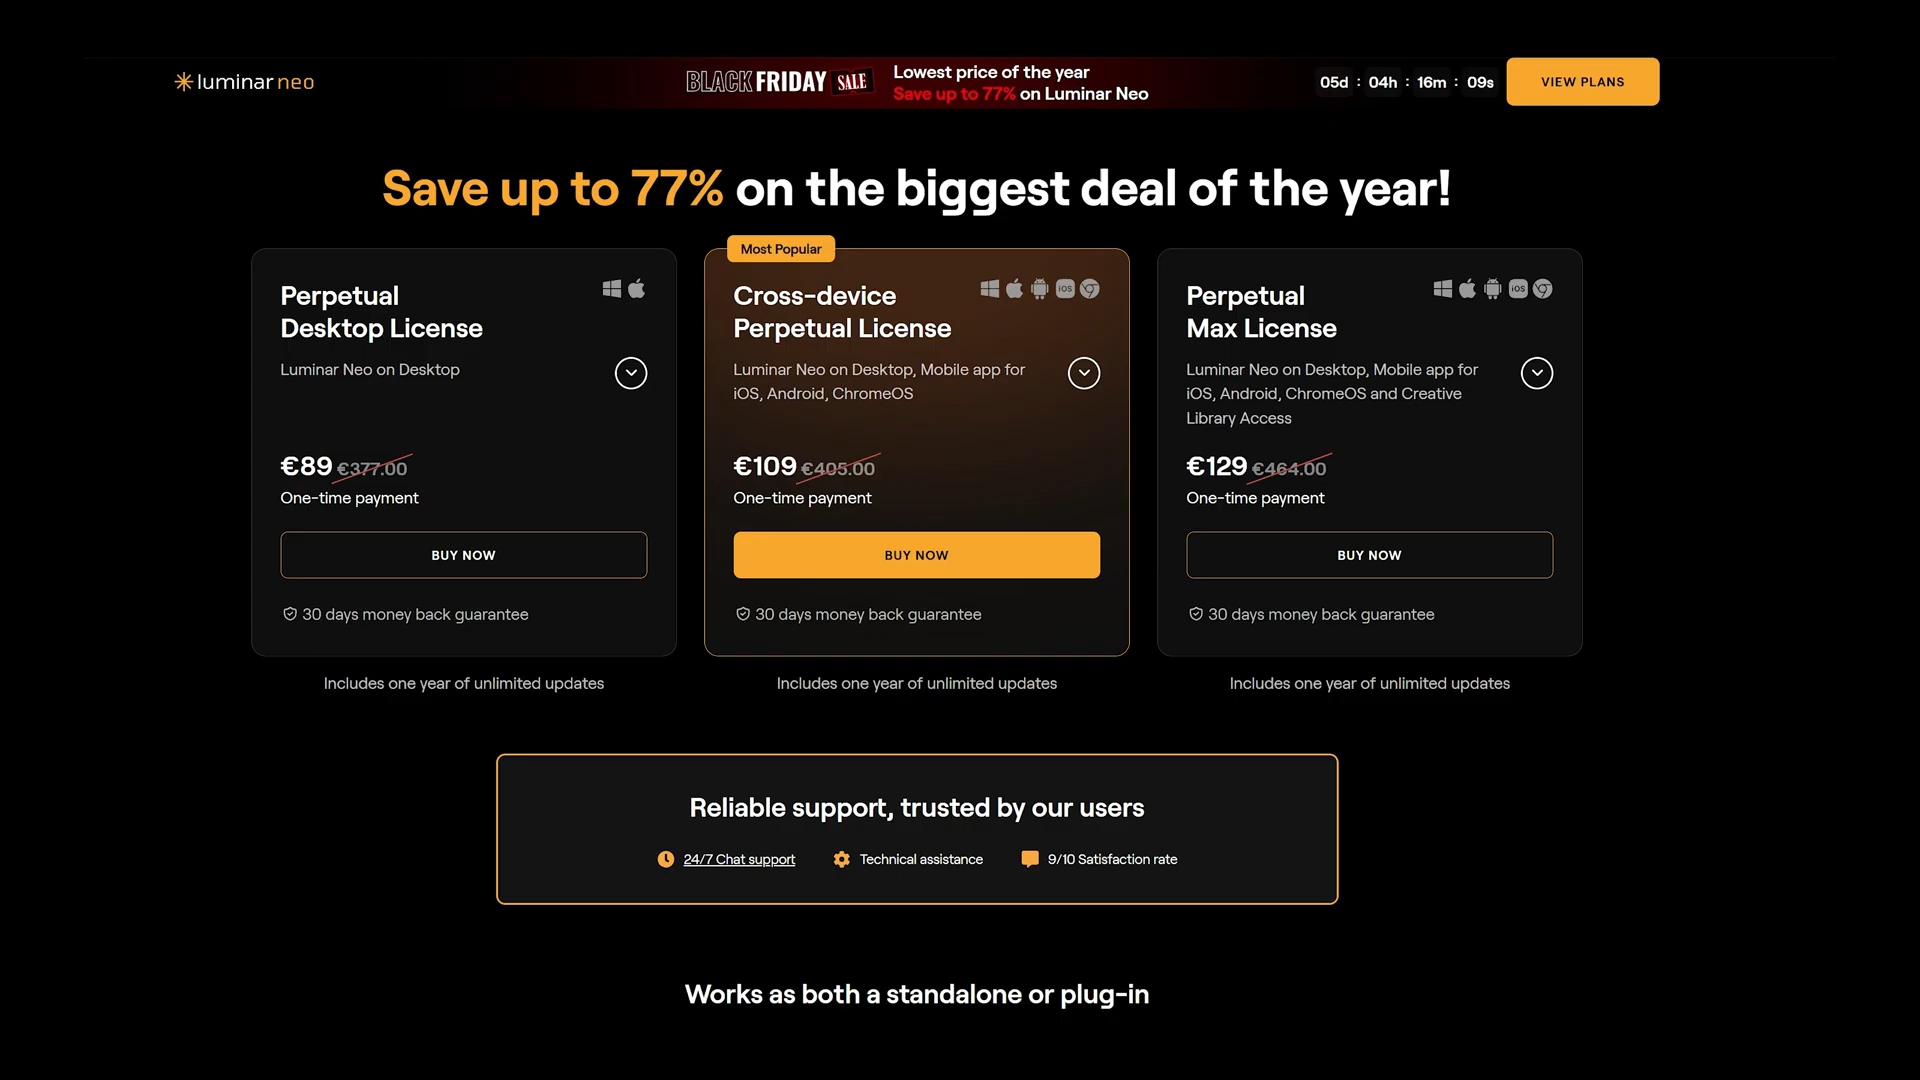 luminar neo
BLACK FRIDAY SALE
Lowest price of the year
Save up to 77% on Luminar Neo
05d : 04h : 16m : 09s
VIEW PLANS
Save up to 77% on the biggest deal of the year!
Perpetual
Desktop License
Luminar Neo on Desktop
€89 €377.00
One-time payment
BUY NOW
30 days money back guarantee
Includes one year of unlimited updates
Most Popular
Cross-device
Perpetual License
iOS
Luminar Neo on Desktop, Mobile app for
iOS, Android, ChromeOS
€109 €405.00
One-time payment
BUY NOW
30 days money back guarantee
Includes one year of unlimited updates
Perpetual
Max License
iOS
Luminar Neo on Desktop, Mobile app for
iOS, Android, ChromeOS and Creative
Library Access
€129 €464.00
One-time payment
BUY NOW
30 days money back guarantee
Includes one year of unlimited updates
Reliable support, trusted by our users
24/7 Chat support
Technical assistance
9/10 Satisfaction rate
Works as both a standalone or plug-in